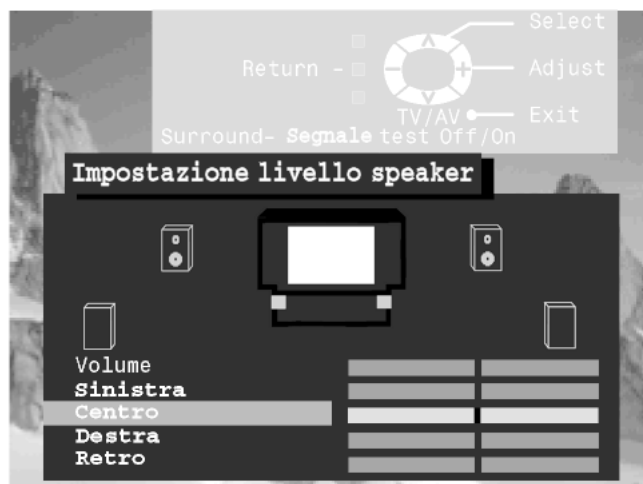 Select
Return - Adjust
TV/AV Exit
Surround- Segnale test Off/On
Impostazione livello speaker
Volume
Sinistra
Centro
Destra
Retro